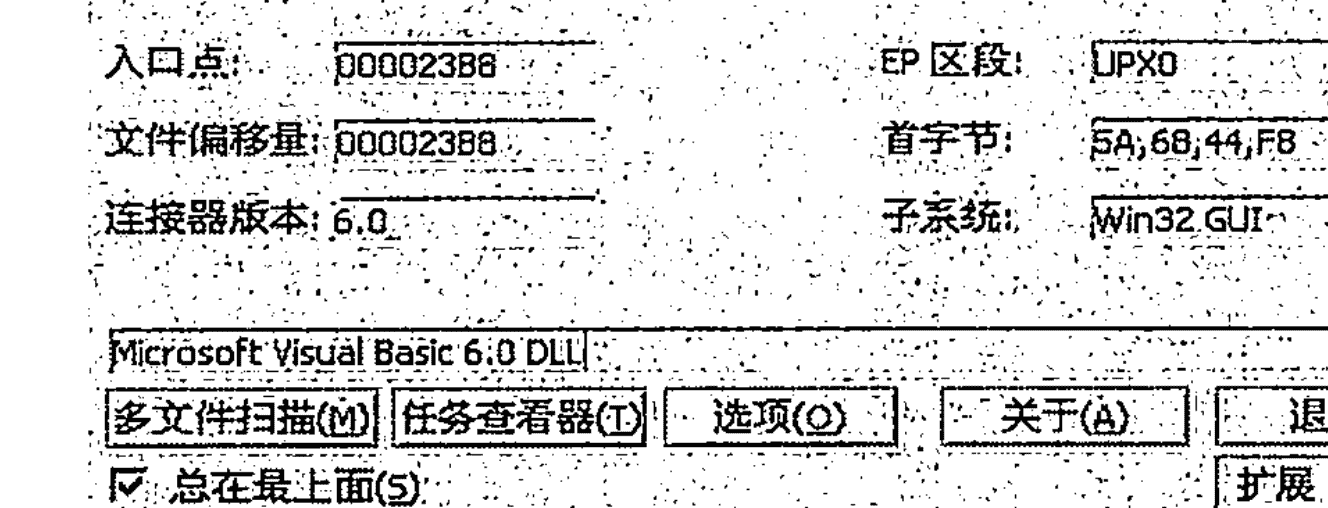 入口点: 00002388 EP 区段: UPX0
文件偏移量: 00002388 首字节: 5A,68,44,F8
连接器版本: 6.0 子系统: Win32 GUI
Microsoft Visual Basic 6.0 DLL
多文件扫描(M) 任务查看器(T) 选项(O) 关于(A) 退
总在最上面(S) 扩展